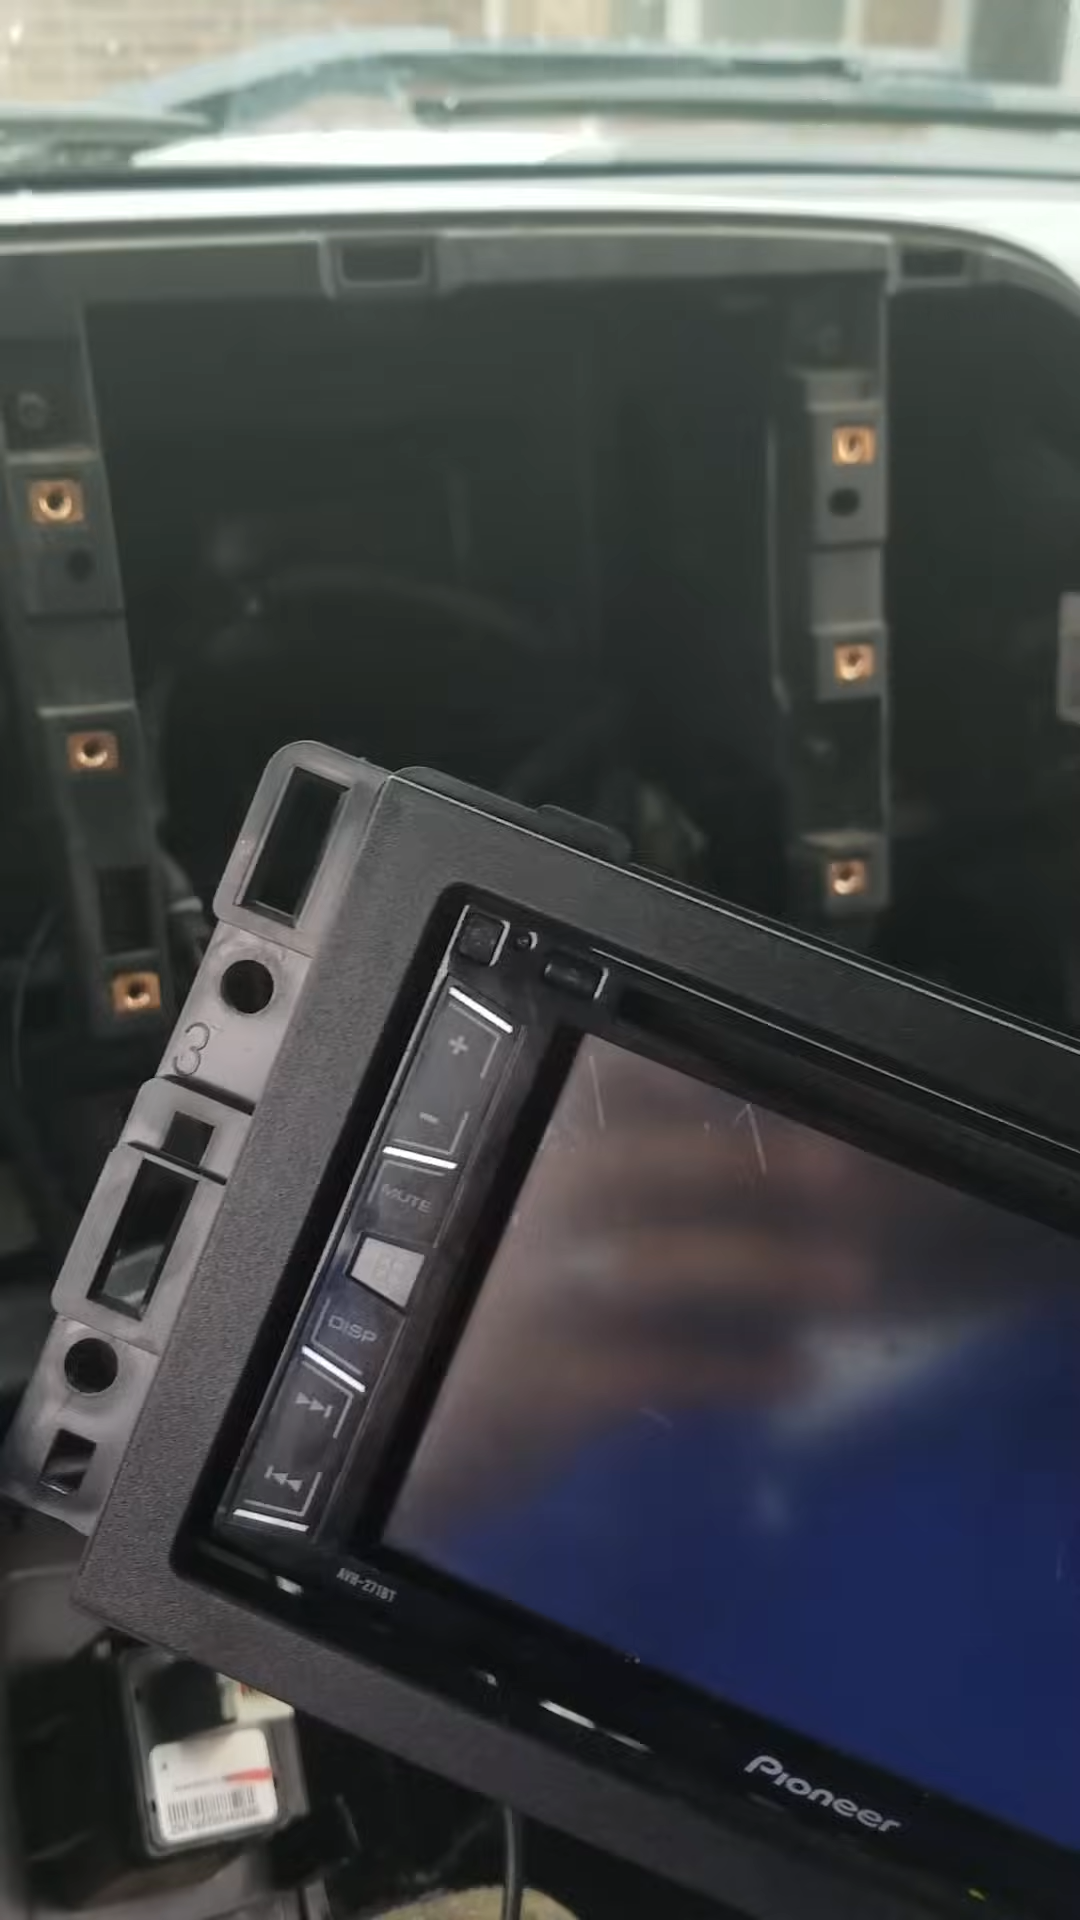 3
+
-
MUTE
DISP
AVH-271BT
Pioneer